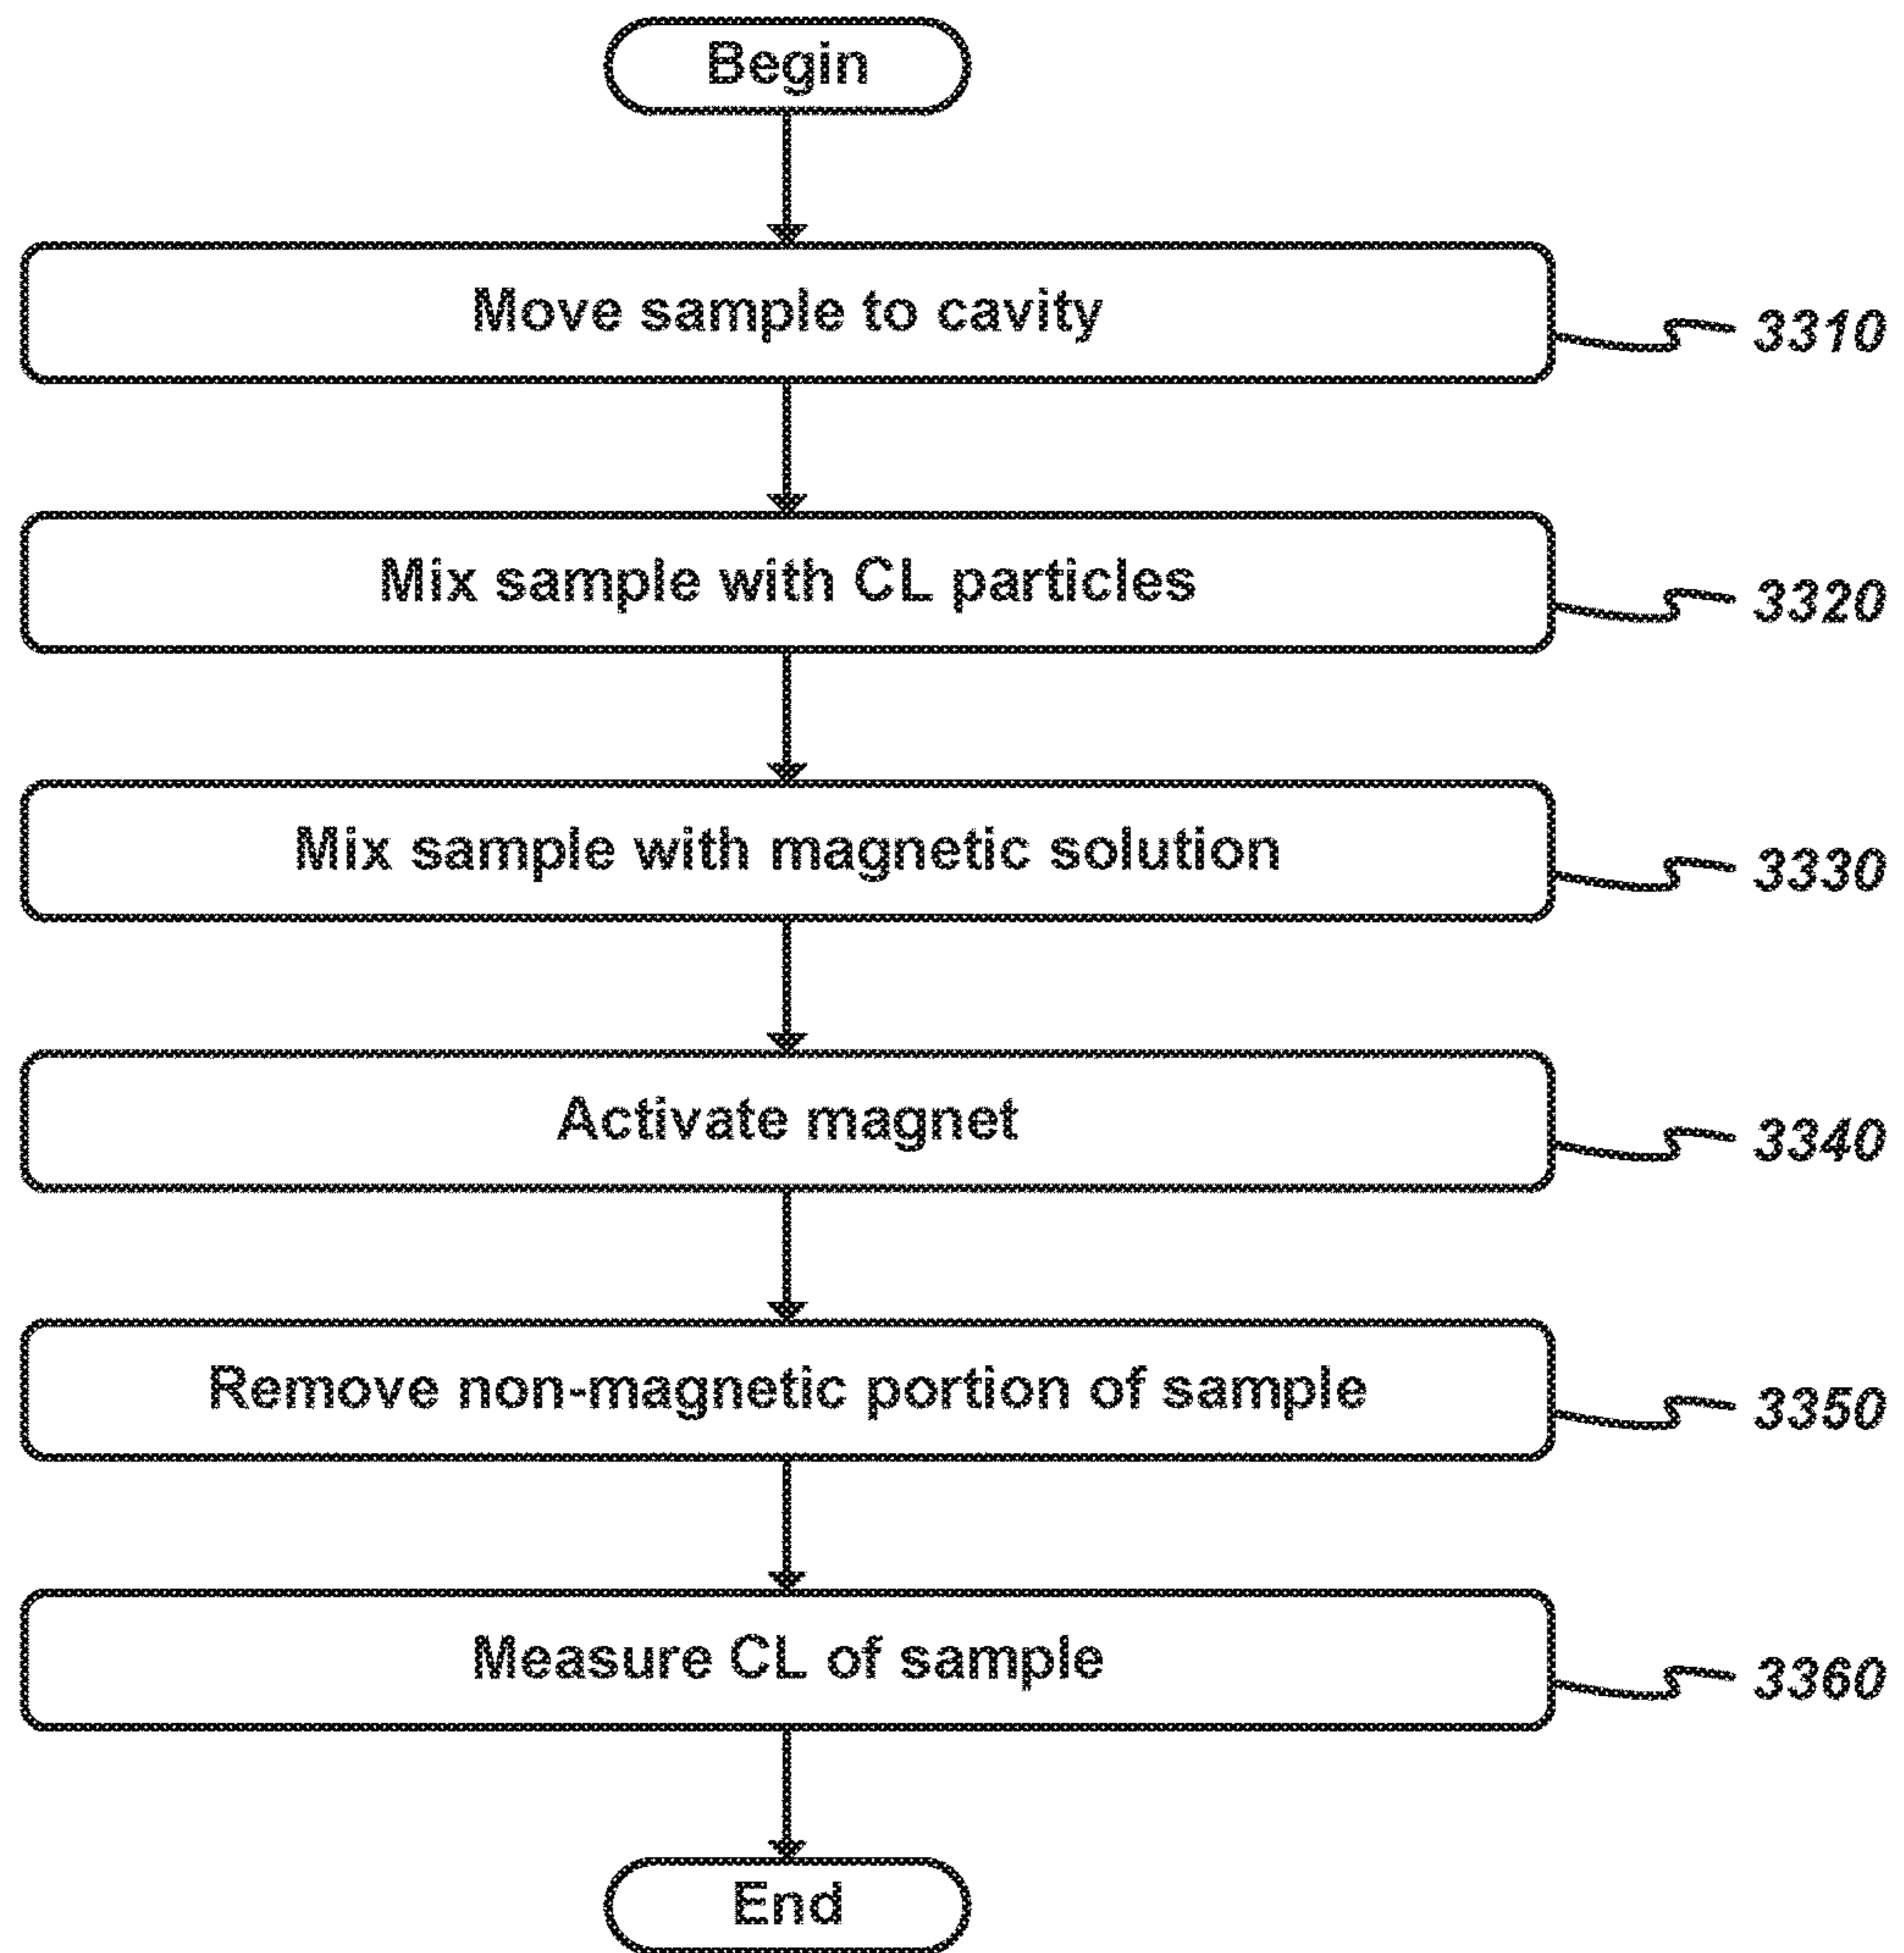 Begin
Move sample to cavity
3310
Mix sample with CL particles
3320
Mix sample with magnetic solution
3330
Activate magnet
3340
Remove non-magnetic portion of sample
3350
Measure CL of sample
3360
End